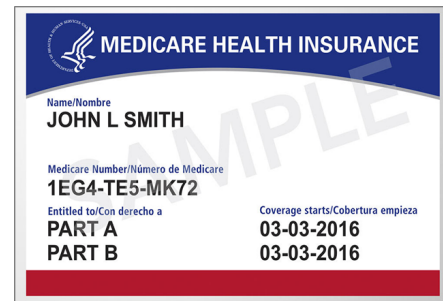 MEDICARE HEALTH INSURANCE
Name/Nombre
JOHN L SMITH
Medicare Number/Número de Medicare
1EG4-TE5-MK72
Entitled to/Con derecho a
Coverage starts/Cobertura empieza
PART A
03-03-2016
PART B
03-03-2016
SAMPLE